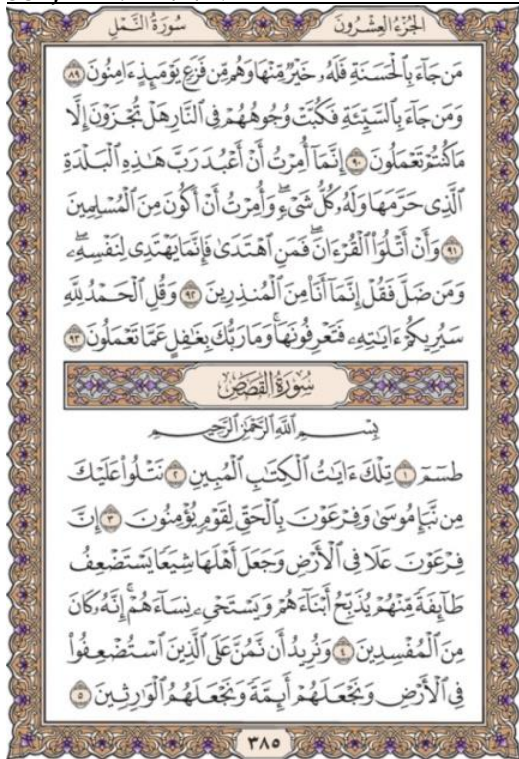 الجزء العشرون سورة النمل
مَن جَآءَ بِٱلْحَسَنَةِ فَلَهُۥ خَيْرٌ مِّنْهَا وَهُم مِّن فَزَعٍ يَوْمَئِذٍ ءَامِنُونَ ٨٩
وَمَن جَآءَ بِٱلسَّيِّئَةِ فَكُبَّتْ وُجُوهُهُمْ فِى ٱلنَّارِ هَلْ تُجْزَوْنَ إِلَّا
مَا كُنتُمْ تَعْمَلُونَ ٩٠ إِنَّمَآ أُمِرْتُ أَنْ أَعْبُدَ رَبَّ هَٰذِهِ ٱلْبَلْدَةِ
ٱلَّذِى حَرَّمَهَا وَلَهُۥ كُلُّ شَىْءٍ ۖ وَأُمِرْتُ أَنْ أَكُونَ مِنَ ٱلْمُسْلِمِينَ
٩١ وَأَنْ أَتْلُوَا۟ ٱلْقُرْءَانَ ۖ فَمَنِ ٱهْتَدَىٰ فَإِنَّمَا يَهْتَدِى لِنَفْسِهِۦ ۖ
وَمَن ضَلَّ فَقُلْ إِنَّمَآ أَنَا۠ مِنَ ٱلْمُنذِرِينَ ٩٢ وَقُلِ ٱلْحَمْدُ لِلَّهِ
سَيُرِيكُمْ ءَايَٰتِهِۦ فَتَعْرِفُونَهَا ۚ وَمَا رَبُّكَ بِغَٰفِلٍ عَمَّا تَعْمَلُونَ ٩٣
سُورَةُ القَصَصِ
بِسْمِ ٱللَّهِ ٱلرَّحْمَٰنِ ٱلرَّحِيمِ
طسٓمٓ ١ تِلْكَ ءَايَٰتُ ٱلْكِتَٰبِ ٱلْمُبِينِ ٢ نَتْلُوا۟ عَلَيْكَ
مِن نَّبَإِ مُوسَىٰ وَفِرْعَوْنَ بِٱلْحَقِّ لِقَوْمٍ يُؤْمِنُونَ ٣ إِنَّ
فِرْعَوْنَ عَلَا فِى ٱلْأَرْضِ وَجَعَلَ أَهْلَهَا شِيَعًا يَسْتَضْعِفُ
طَآئِفَةً مِّنْهُمْ يُذَبِّحُ أَبْنَآءَهُمْ وَيَسْتَحْىِۦ نِسَآءَهُمْ ۚ إِنَّهُۥ كَانَ
مِنَ ٱلْمُفْسِدِينَ ٤ وَنُرِيدُ أَن نَّمُنَّ عَلَى ٱلَّذِينَ ٱسْتُضْعِفُوا۟
فِى ٱلْأَرْضِ وَنَجْعَلَهُمْ أَئِمَّةً وَنَجْعَلَهُمُ ٱلْوَٰرِثِينَ ٥
٣٨٥